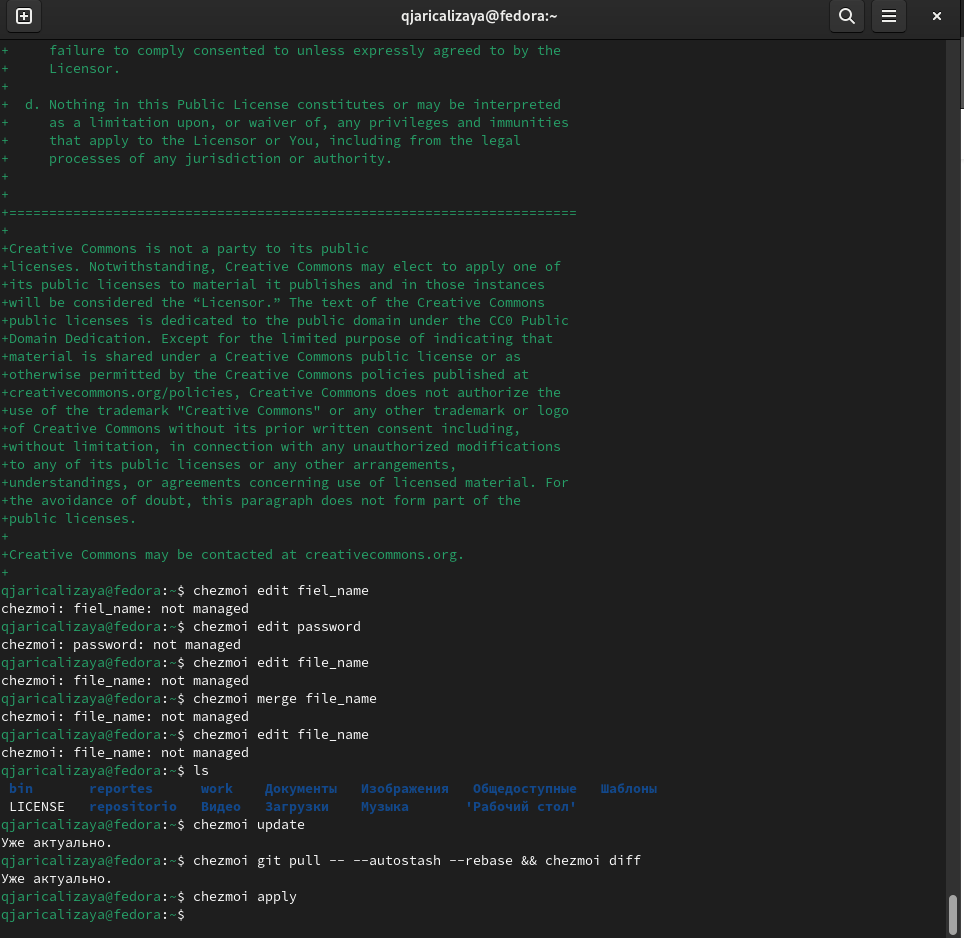 qjaricalizaya@fedora:~
+     failure to comply consented to unless expressly agreed to by the
+     Licensor.
+
+  d. Nothing in this Public License constitutes or may be interpreted
+     as a limitation upon, or waiver of, any privileges and immunities
+     that apply to the Licensor or You, including from the legal
+     processes of any jurisdiction or authority.
+
+
+=======================================================================
+
+Creative Commons is not a party to its public
+licenses. Notwithstanding, Creative Commons may elect to apply one of
+its public licenses to material it publishes and in those instances
+will be considered the “Licensor.” The text of the Creative Commons
+public licenses is dedicated to the public domain under the CC0 Public
+Domain Dedication. Except for the limited purpose of indicating that
+material is shared under a Creative Commons public license or as
+otherwise permitted by the Creative Commons policies published at
+creativecommons.org/policies, Creative Commons does not authorize the
+use of the trademark "Creative Commons" or any other trademark or logo
+of Creative Commons without its prior written consent including,
+without limitation, in connection with any unauthorized modifications
+to any of its public licenses or any other arrangements,
+understandings, or agreements concerning use of licensed material. For
+the avoidance of doubt, this paragraph does not form part of the
+public licenses.
+
+Creative Commons may be contacted at creativecommons.org.
+
qjaricalizaya@fedora:~$ chezmoi edit fiel_name
chezmoi: fiel_name: not managed
qjaricalizaya@fedora:~$ chezmoi edit password
chezmoi: password: not managed
qjaricalizaya@fedora:~$ chezmoi edit file_name
chezmoi: file_name: not managed
qjaricalizaya@fedora:~$ chezmoi merge file_name
chezmoi: file_name: not managed
qjaricalizaya@fedora:~$ chezmoi edit file_name
chezmoi: file_name: not managed
qjaricalizaya@fedora:~$ ls
 bin       reportes      work    Документы   Изображения   Общедоступные   Шаблоны
 LICENSE   repositorio   Видео   Загрузки    Музыка       'Рабочий стол'
qjaricalizaya@fedora:~$ chezmoi update
Уже актуально.
qjaricalizaya@fedora:~$ chezmoi git pull -- --autostash --rebase && chezmoi diff
Уже актуально.
qjaricalizaya@fedora:~$ chezmoi apply
qjaricalizaya@fedora:~$